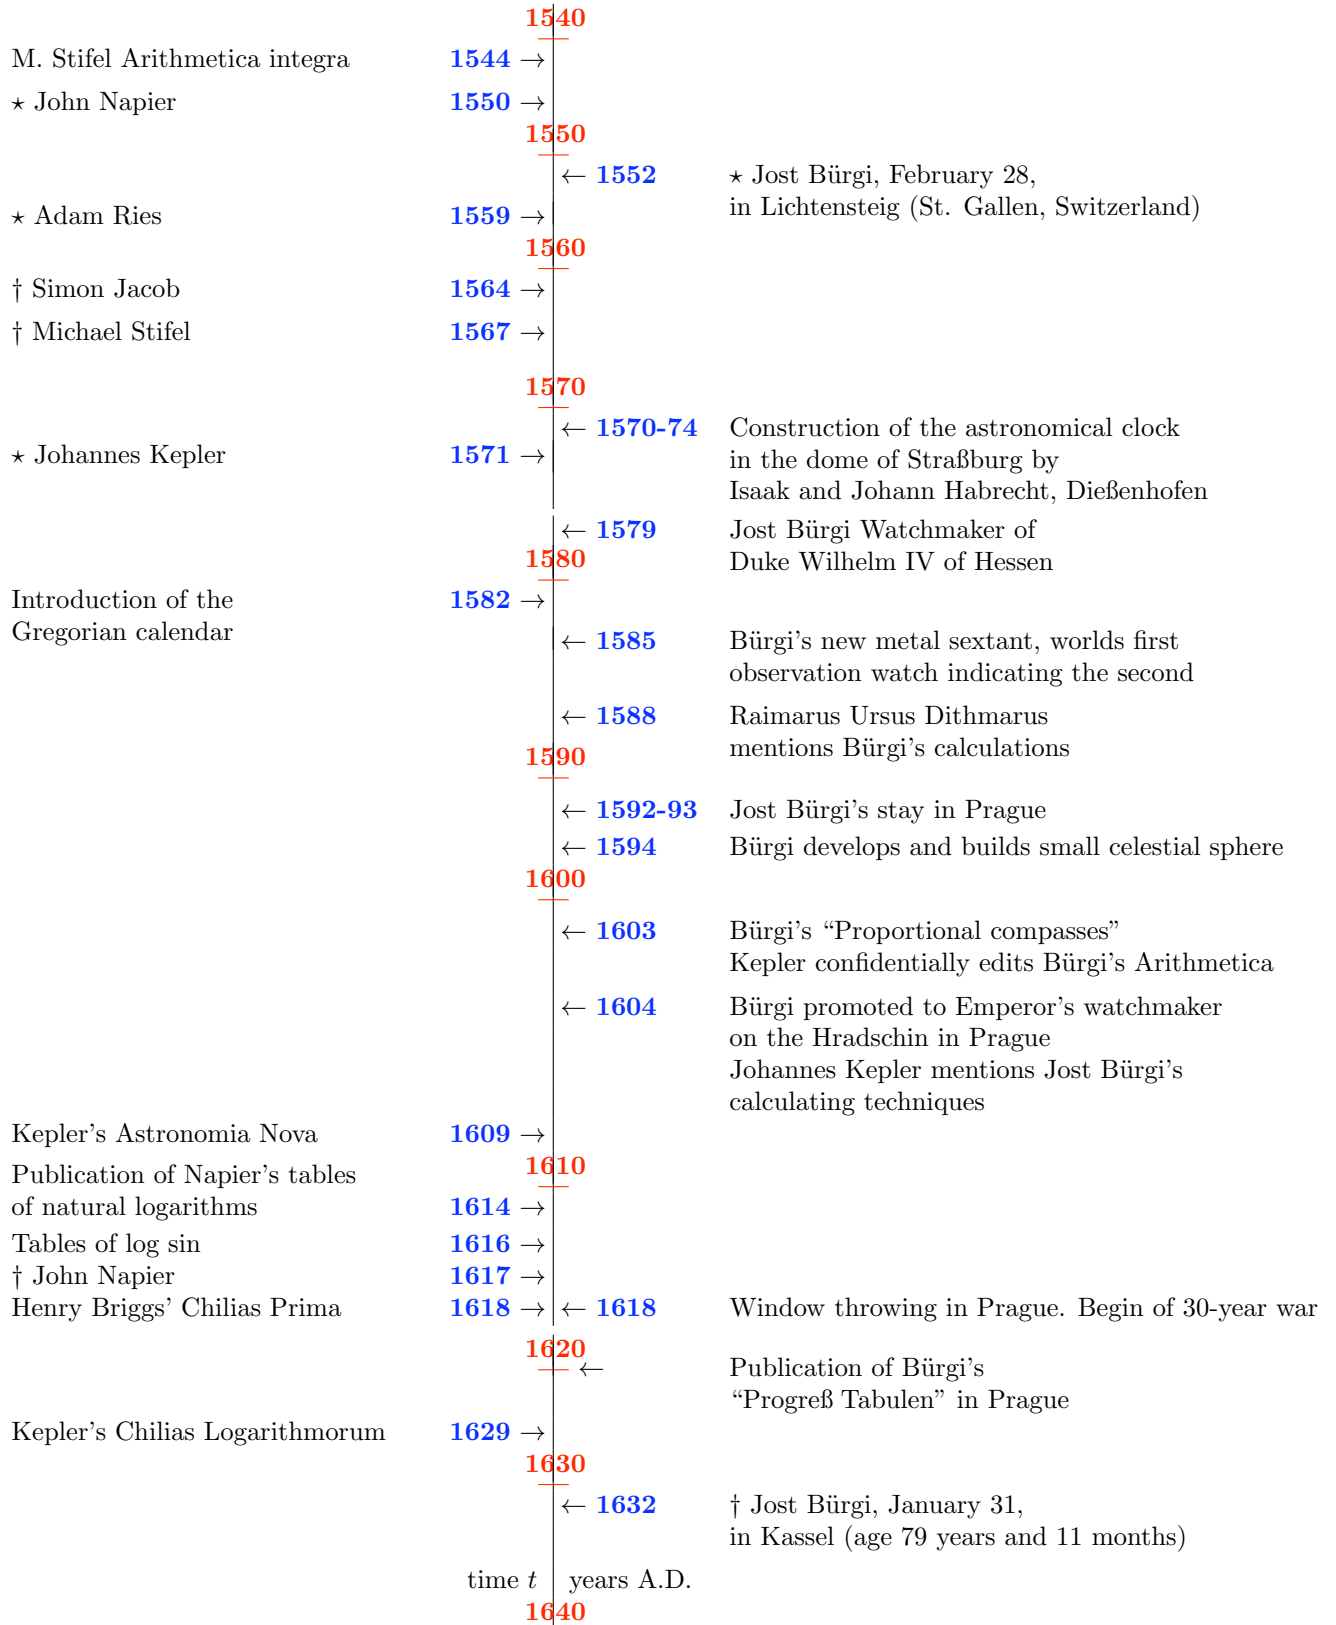 1540
M. Stifel Arithmetica integra 1544 →
⋆ John Napier 1550 →
1550
← 1552 ⋆ Jost Bürgi, February 28,
in Lichtensteig (St. Gallen, Switzerland)
⋆ Adam Ries 1559 →
1560
† Simon Jacob 1564 →
† Michael Stifel 1567 →
1570
← 1570-74 Construction of the astronomical clock
in the dome of Straßburg by
Isaak and Johann Habrecht, Dießenhofen
⋆ Johannes Kepler 1571 →
← 1579 Jost Bürgi Watchmaker of
Duke Wilhelm IV of Hessen
1580
Introduction of the 1582 →
Gregorian calendar
← 1585 Bürgi's new metal sextant, worlds first
observation watch indicating the second
← 1588 Raimarus Ursus Dithmarus
mentions Bürgi's calculations
1590
← 1592-93 Jost Bürgi's stay in Prague
← 1594 Bürgi develops and builds small celestial sphere
1600
← 1603 Bürgi's “Proportional compasses”
Kepler confidentially edits Bürgi's Arithmetica
← 1604 Bürgi promoted to Emperor's watchmaker
on the Hradschin in Prague
Johannes Kepler mentions Jost Bürgi's
calculating techniques
Kepler's Astronomia Nova 1609 →
1610
Publication of Napier's tables
of natural logarithms 1614 →
Tables of log sin 1616 →
† John Napier 1617 →
Henry Briggs' Chilias Prima 1618 → ← 1618 Window throwing in Prague. Begin of 30-year war
1620
← Publication of Bürgi's
“Progreß Tabulen” in Prague
Kepler's Chilias Logarithmorum 1629 →
1630
← 1632 † Jost Bürgi, January 31,
in Kassel (age 79 years and 11 months)
time t years A.D.
1640